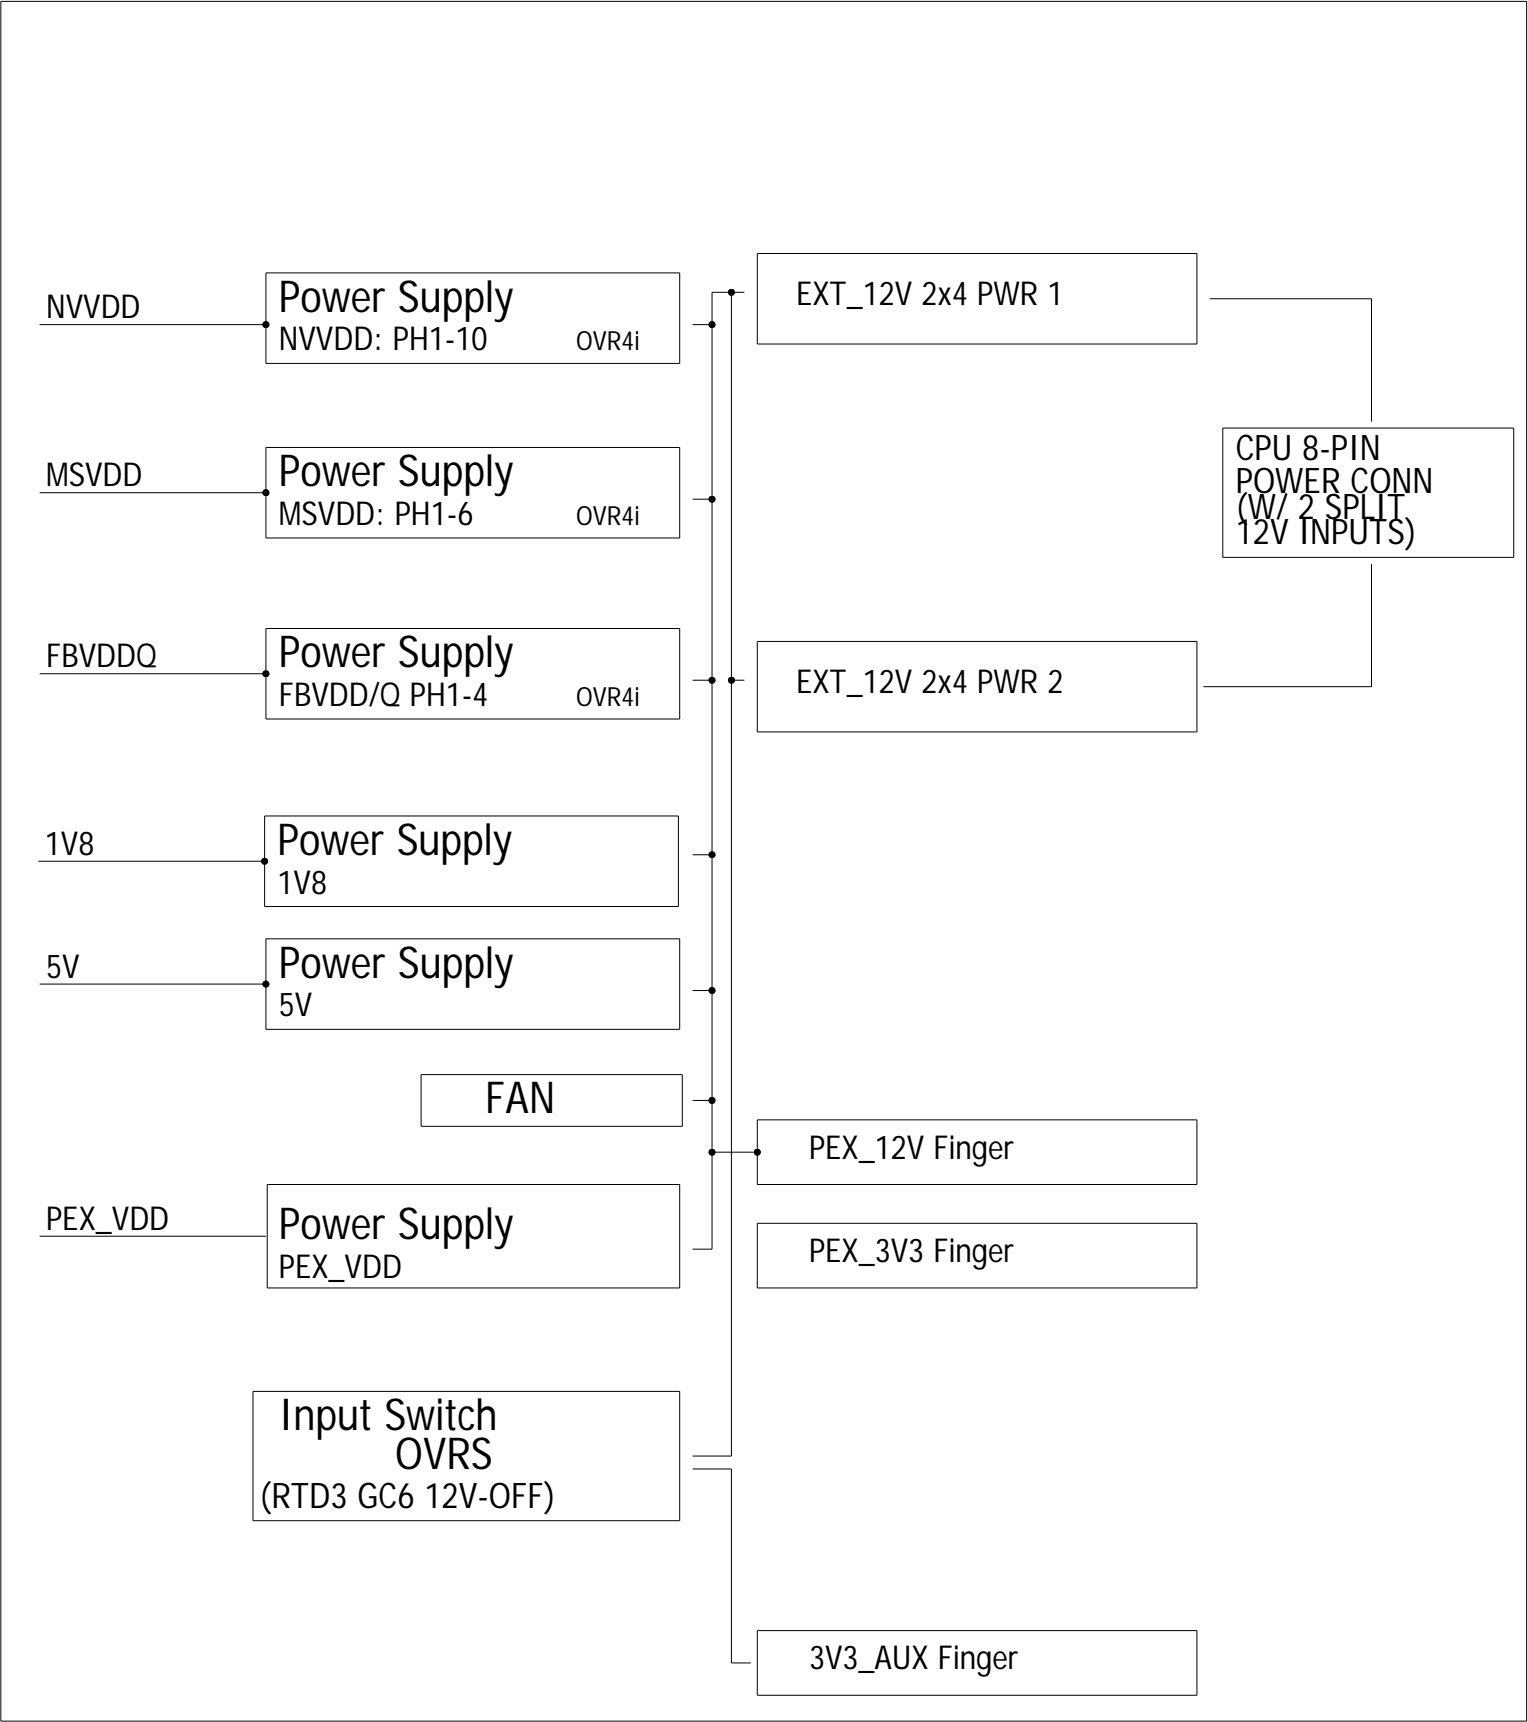 NVVDD
Power Supply
NVVDD: PH1-10 OVR4i
EXT_12V 2x4 PWR 1
MSVDD
Power Supply
MSVDD: PH1-6 OVR4i
CPU 8-PIN
POWER CONN
(W/ 2 SPLIT
12V INPUTS)
FBVDDQ
Power Supply
FBVDD/Q PH1-4 OVR4i
EXT_12V 2x4 PWR 2
1V8
Power Supply
1V8
5V
Power Supply
5V
FAN
PEX_12V Finger
PEX_VDD
Power Supply
PEX_VDD
PEX_3V3 Finger
Input Switch
OVRS
(RTD3 GC6 12V-OFF)
3V3_AUX Finger